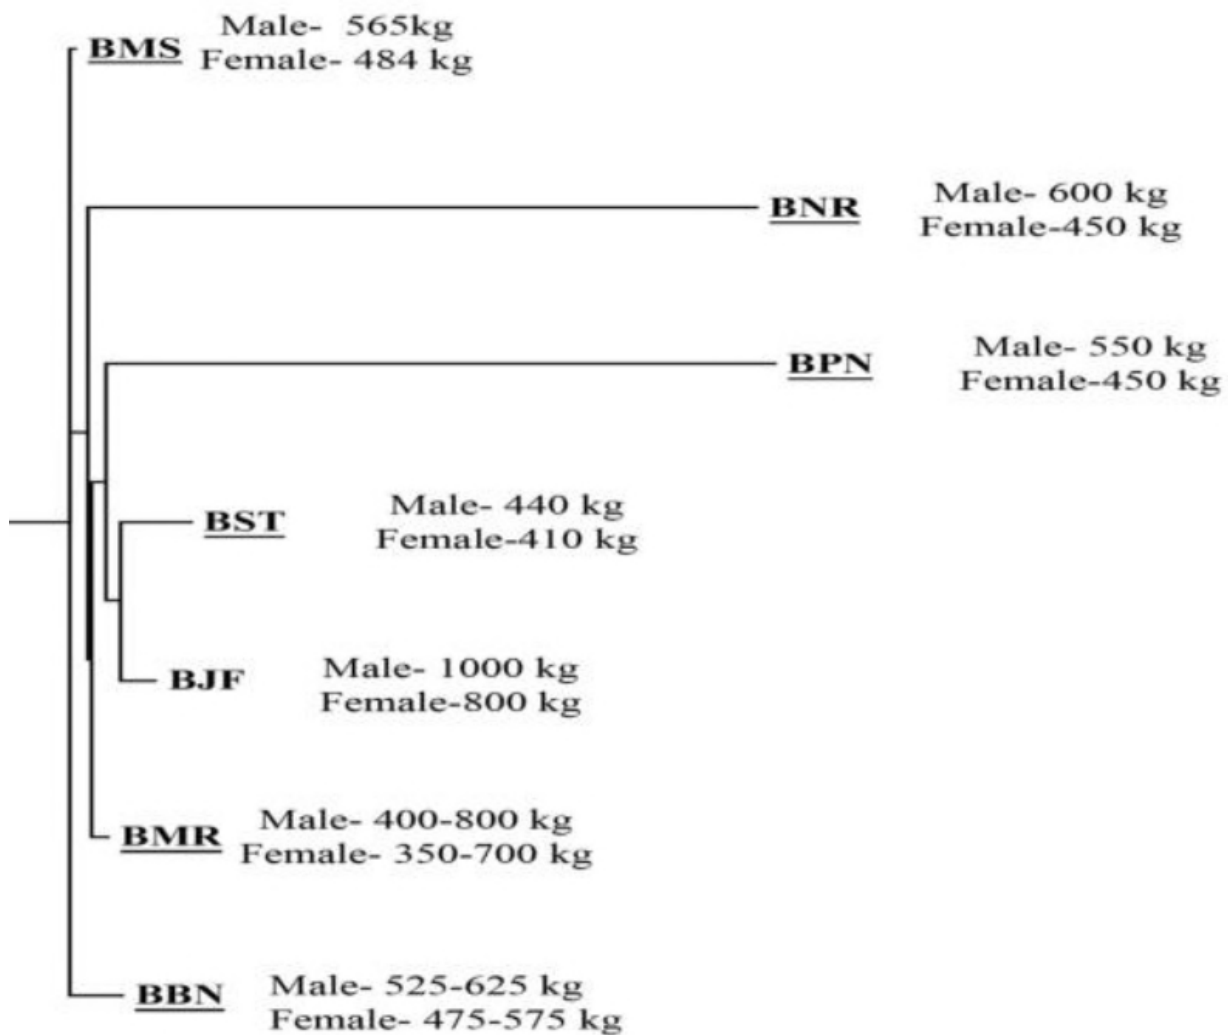 BMS Male- 565kg
Female- 484 kg
BNR Male- 600 kg
Female-450 kg
BPN Male- 550 kg
Female-450 kg
BST Male- 440 kg
Female-410 kg
BJF Male- 1000 kg
Female-800 kg
BMR Male- 400-800 kg
Female- 350-700 kg
BBN Male- 525-625 kg
Female- 475-575 kg